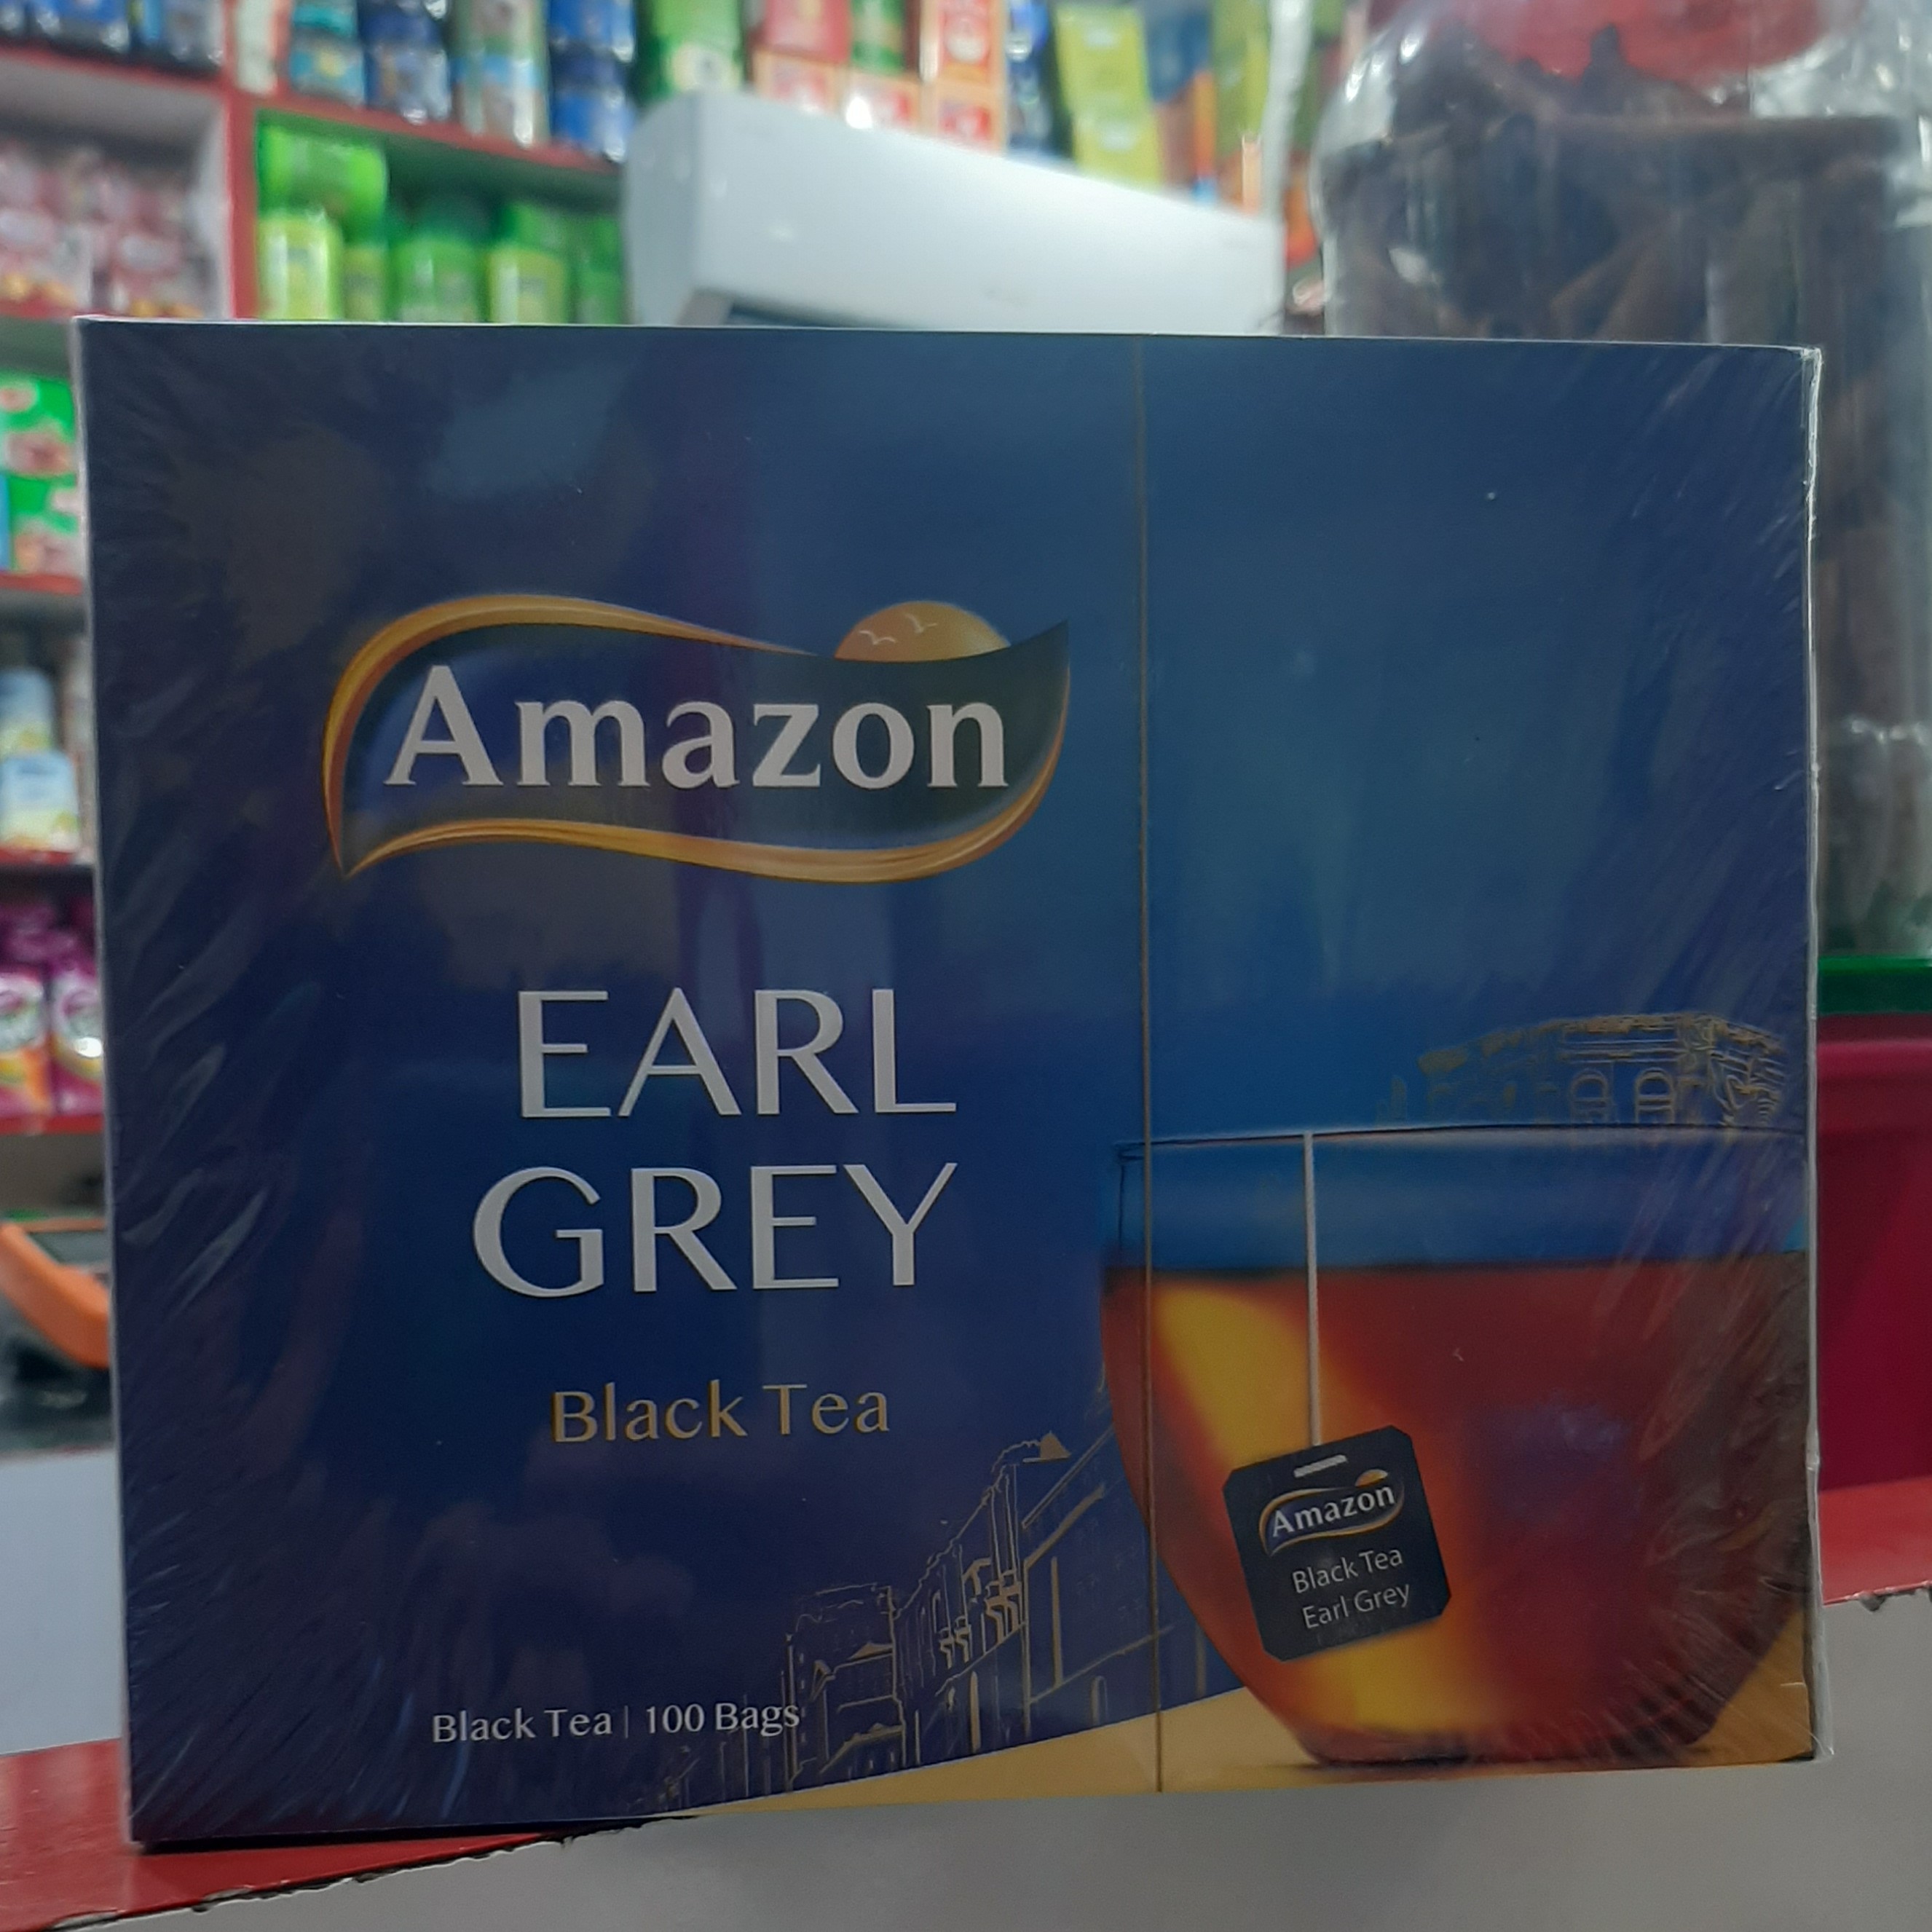 Amazon
EARL
GREY
Black Tea
Amazon
Black Tea
Earl Grey
Black Tea | 100 Bags